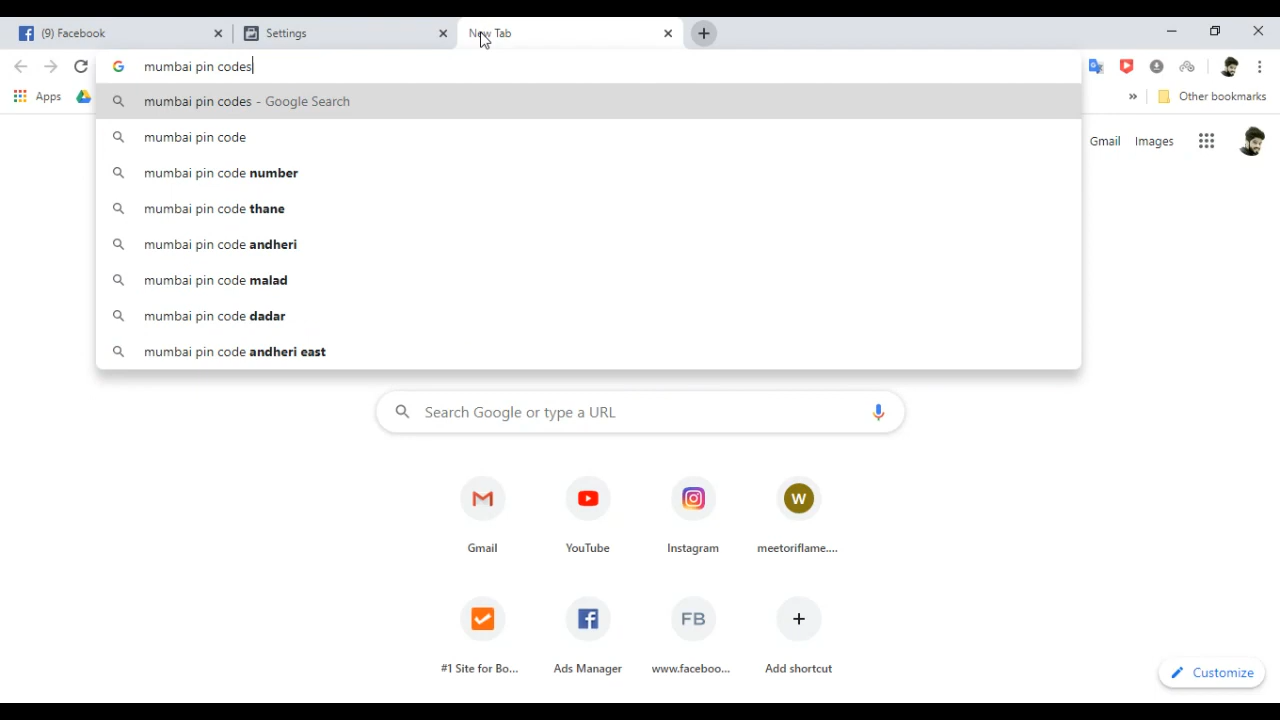 (9) Facebook
Settings
New Tab
mumbai pin codes
Apps
Other bookmarks
mumbai pin codes - Google Search
mumbai pin code
mumbai pin code number
mumbai pin code thane
mumbai pin code andheri
mumbai pin code malad
mumbai pin code dadar
mumbai pin code andheri east
Gmail Images
Search Google or type a URL
Gmail YouTube Instagram W meetoriflame....
#1 Site for Bo... Ads Manager FB www.faceboo... Add shortcut
Customize